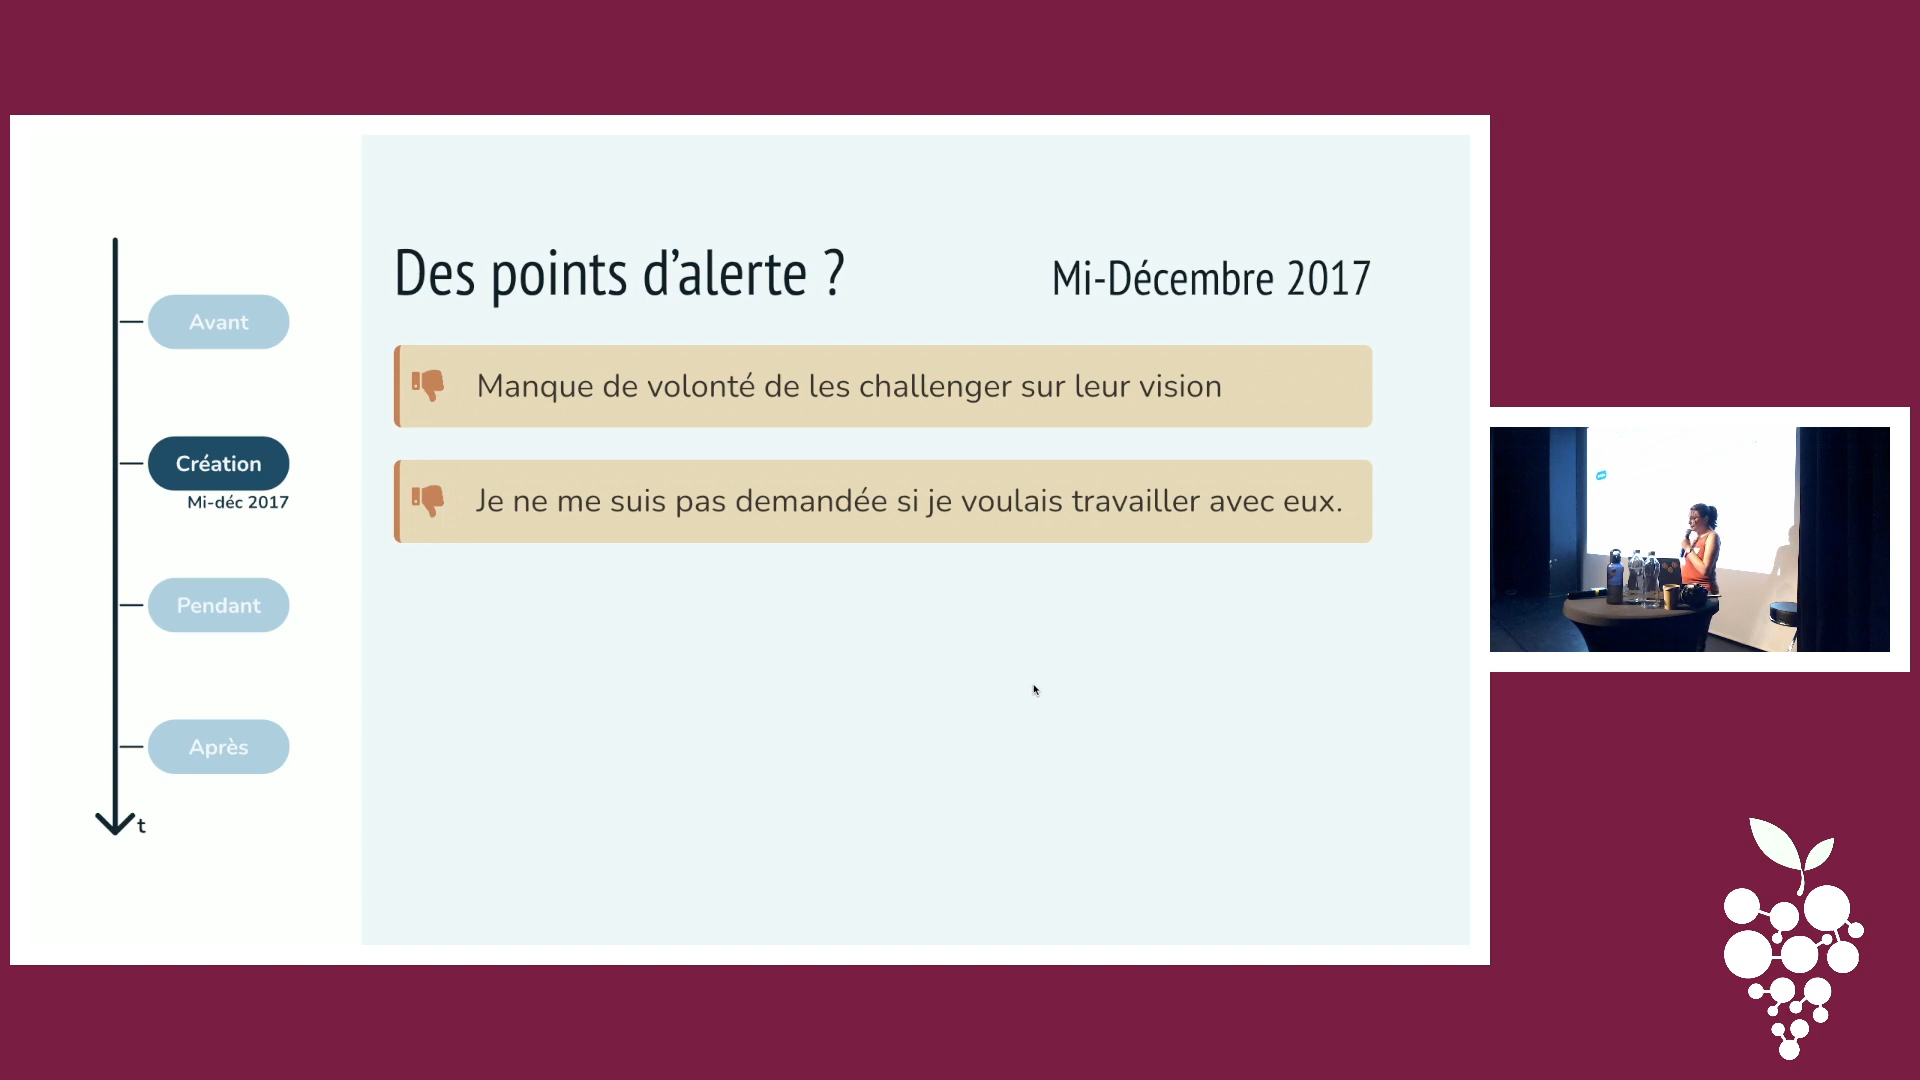 Des points d’alerte ?
Mi-Décembre 2017
Manque de volonté de les challenger sur leur vision
Je ne me suis pas demandée si je voulais travailler avec eux.
Avant
Création
Mi-déc 2017
Pendant
Après
t